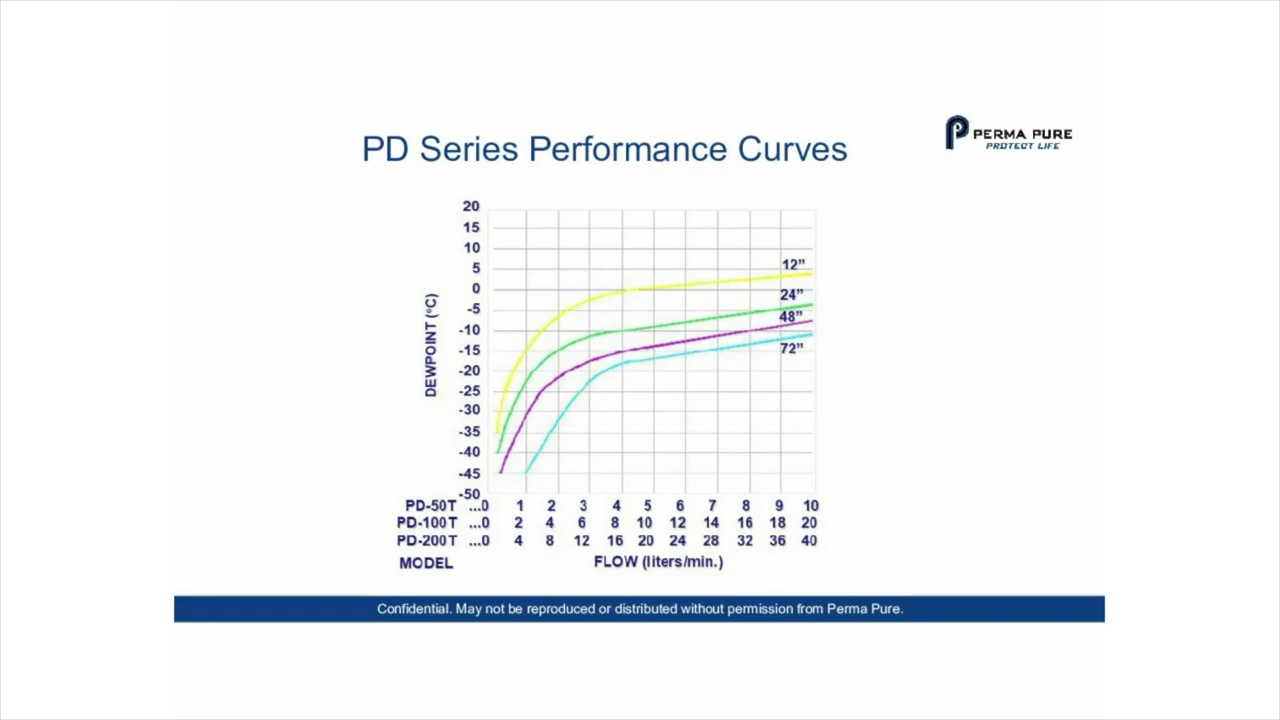 PERMA PURE
PROTECT LIFE
PD Series Performance Curves
20
15
10
5
0
-5
-10
-15
-20
-25
-30
-35
-40
-45
-50
DEWPOINT (°C)
12”
24”
48”
72”
PD-50T ...0 1 2 3 4 5 6 7 8 9 10
PD-100T ...0 2 4 6 8 10 12 14 16 18 20
PD-200T ...0 4 8 12 16 20 24 28 32 36 40
MODEL FLOW (liters/min.)
Confidential. May not be reproduced or distributed without permission from Perma Pure.